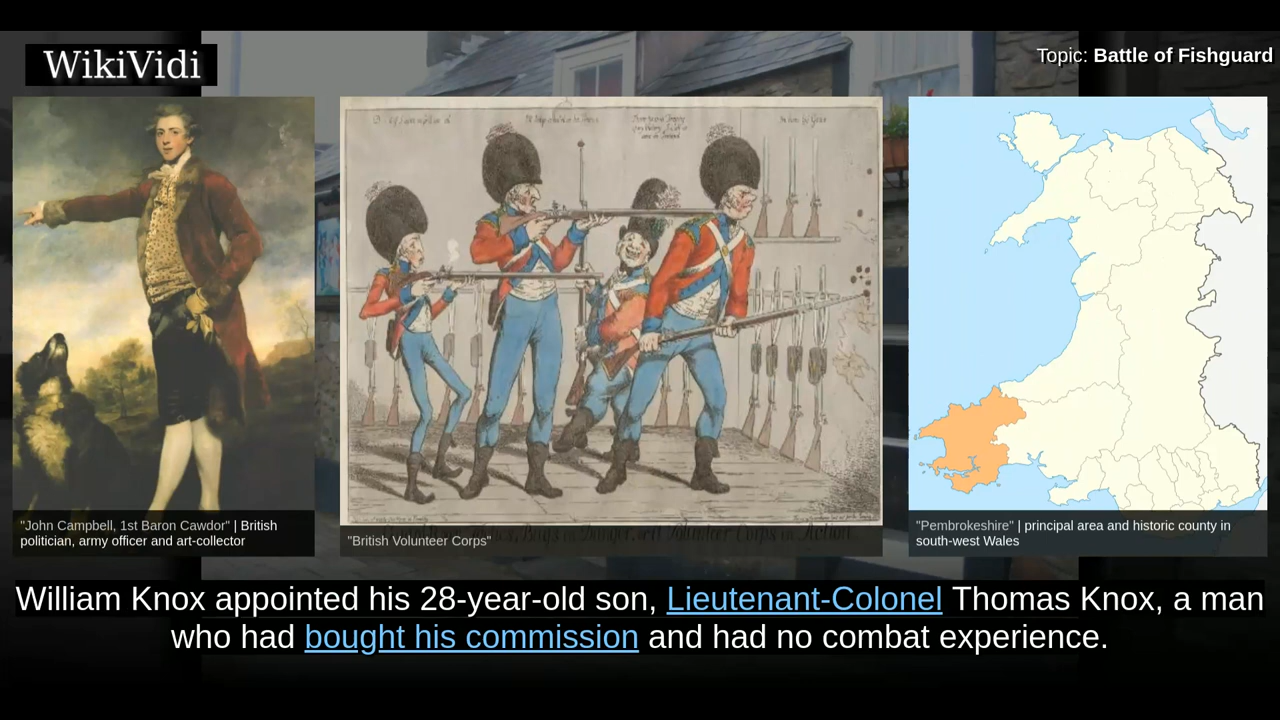 WikiVidi
Topic: Battle of Fishguard
"John Campbell, 1st Baron Cawdor" | British
politician, army officer and art-collector
"British Volunteer Corps"
"Pembrokeshire" | principal area and historic county in
south-west Wales
William Knox appointed his 28-year-old son, Lieutenant-Colonel Thomas Knox, a man
who had bought his commission and had no combat experience.